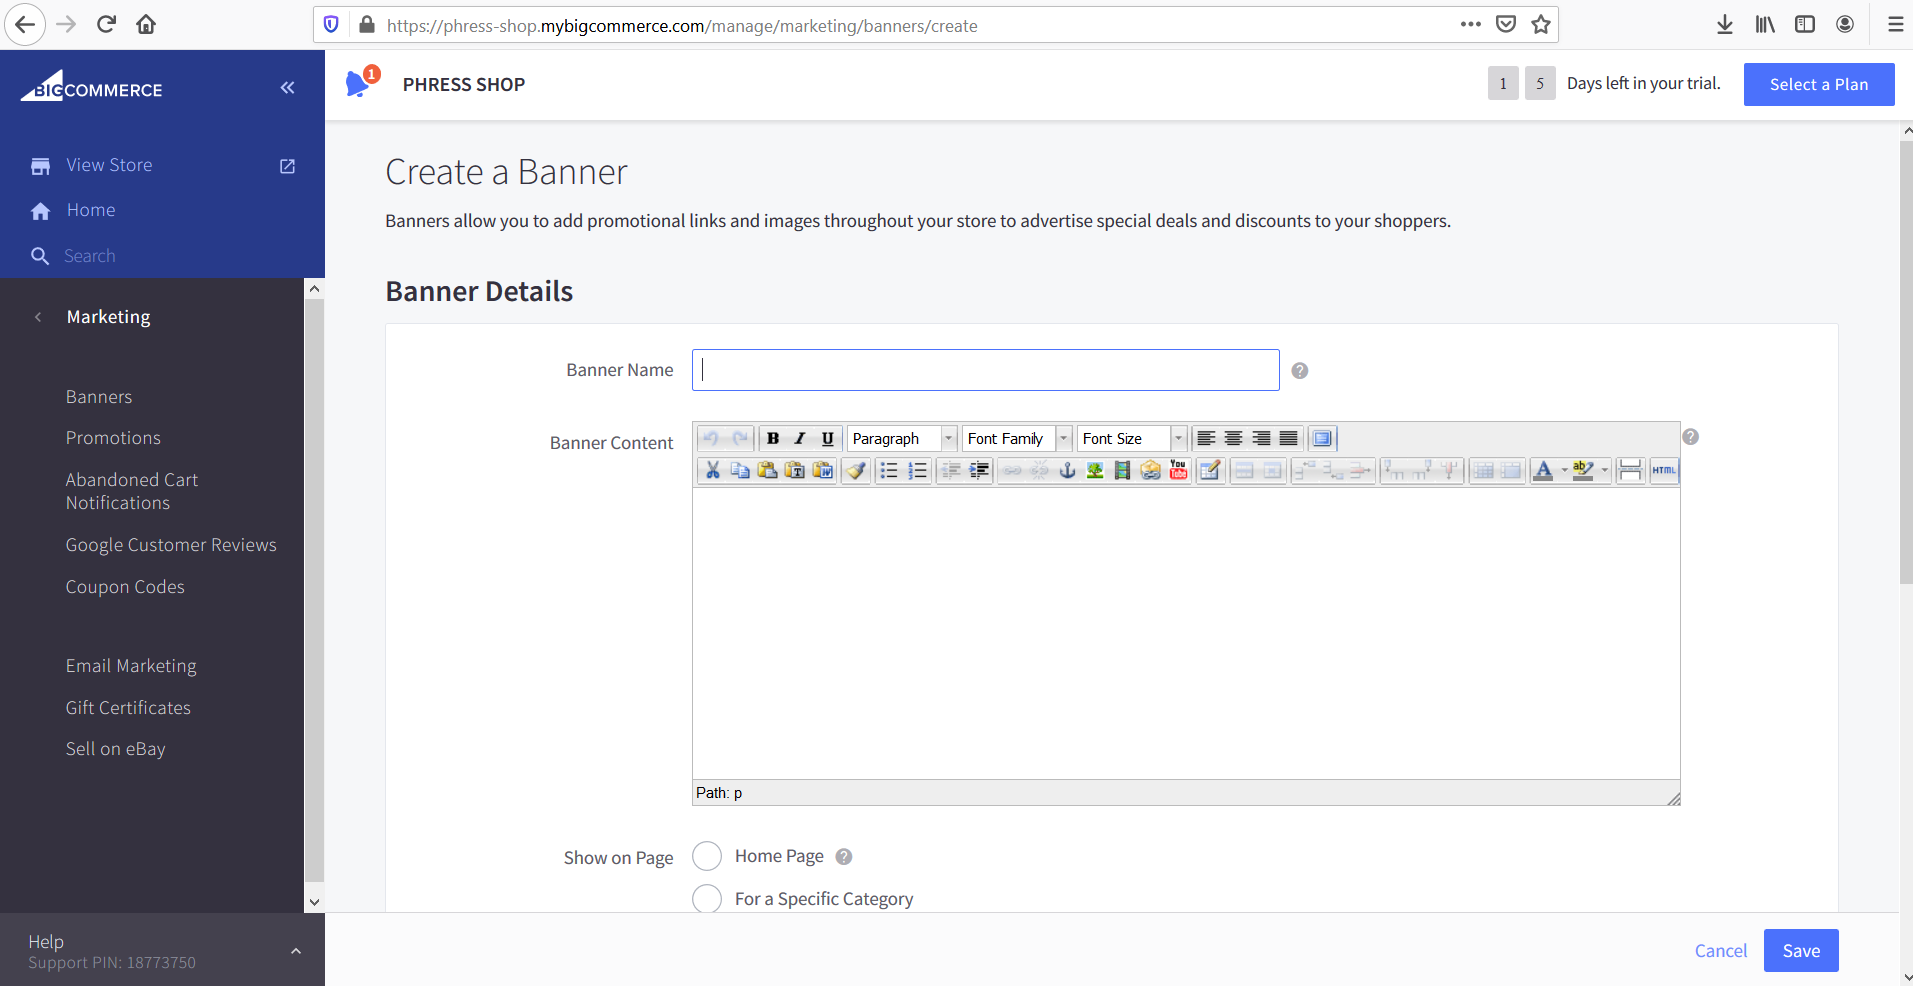 https://phress-shop.mybigcommerce.com/manage/marketing/banners/create
BIGCOMMERCE
1
PHRESS SHOP
1 5 Days left in your trial.
Select a Plan
View Store
Home
Search
Marketing
Banners
Promotions
Abandoned Cart
Notifications
Google Customer Reviews
Coupon Codes
Email Marketing
Gift Certificates
Sell on eBay
Help
Support PIN: 18773750
Create a Banner
Banners allow you to add promotional links and images throughout your store to advertise special deals and discounts to your shoppers.
Banner Details
Banner Name
?
Banner Content
B I U Paragraph Font Family Font Size
?
You Tube A ab HTML
Path: p
Show on Page
Home Page ?
For a Specific Category
Cancel Save